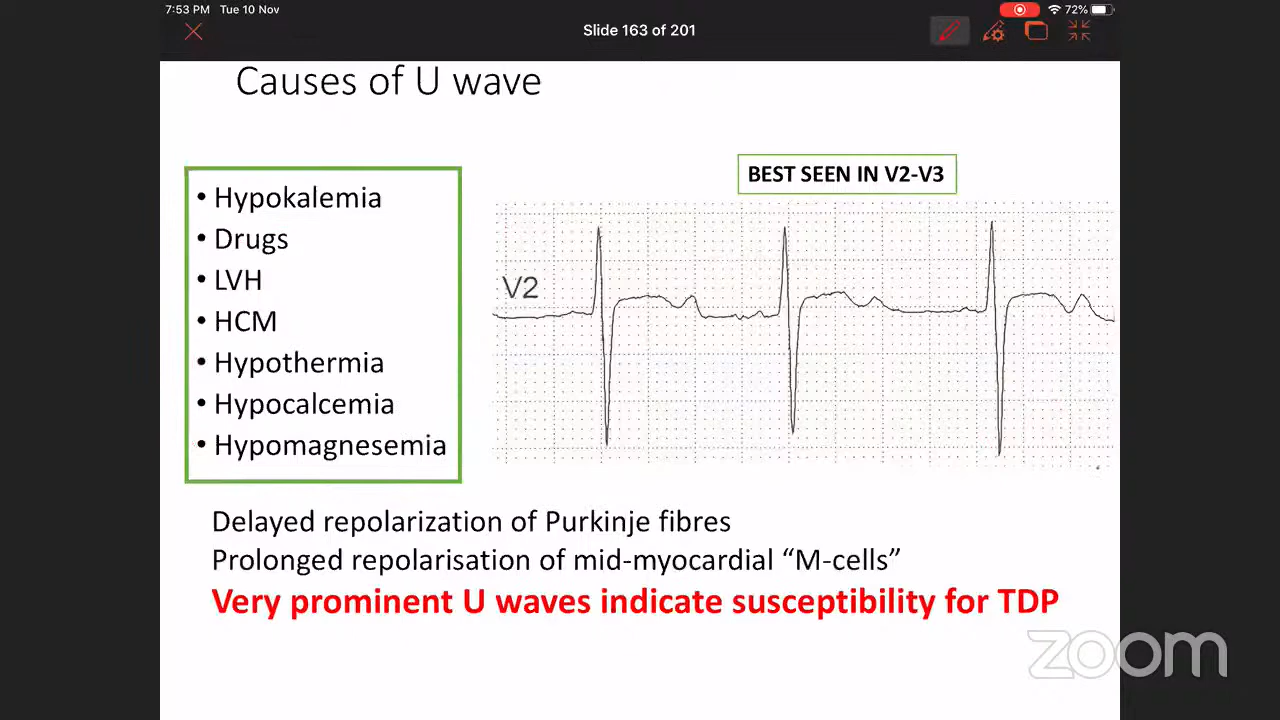 7:53 PM Tue 10 Nov
72%
Slide 163 of 201
Causes of U wave
BEST SEEN IN V2-V3
• Hypokalemia
• Drugs
• LVH
• HCM
• Hypothermia
• Hypocalcemia
• Hypomagnesemia
V2
Delayed repolarization of Purkinje fibres
Prolonged repolarisation of mid-myocardial “M-cells”
Very prominent U waves indicate susceptibility for TDP
zoom